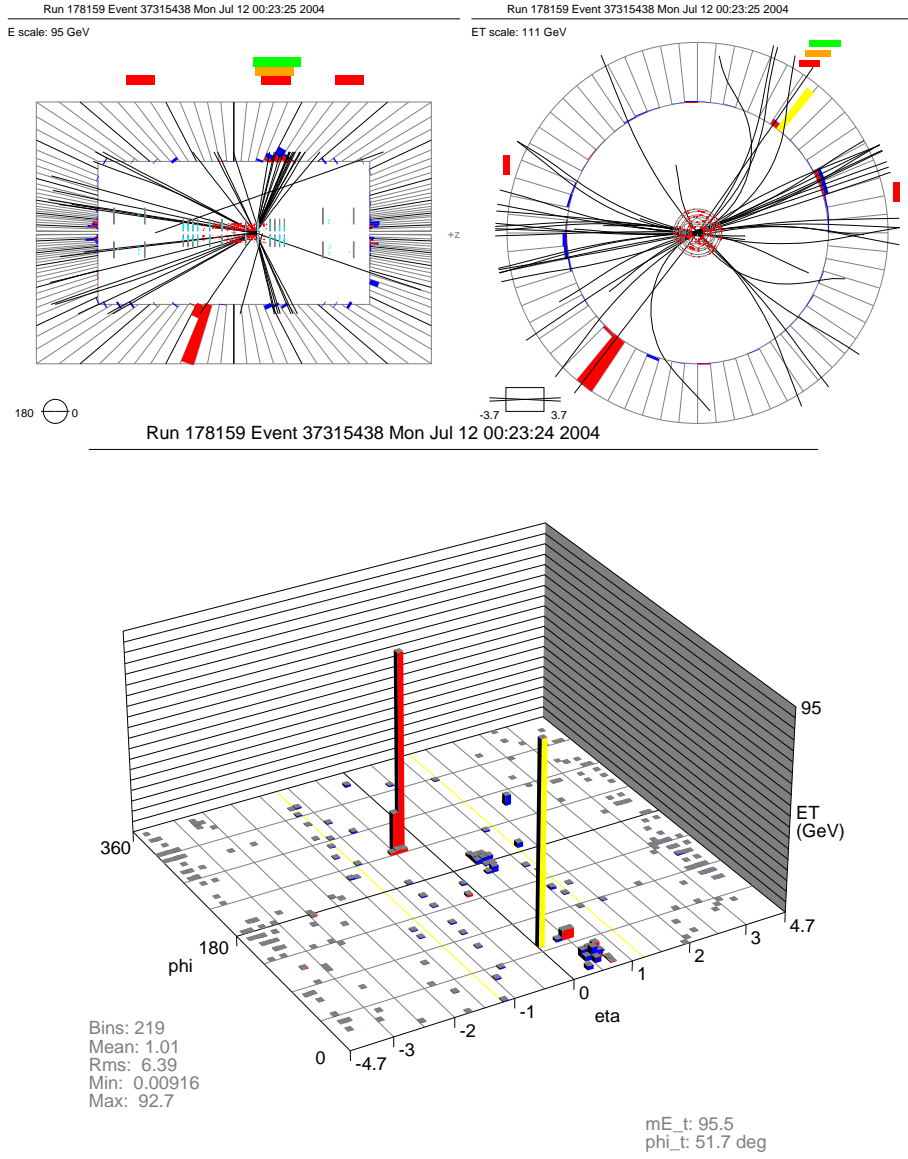 Run 178159 Event 37315438 Mon Jul 12 00:23:25 2004
Run 178159 Event 37315438 Mon Jul 12 00:23:25 2004
E scale: 95 GeV
ET scale: 111 GeV
+z
180
0
-3.7
3.7
Run 178159 Event 37315438 Mon Jul 12 00:23:24 2004
95
ET
(GeV)
360
180
phi
0
-4.7
-3
-2
-1
0
1
2
3
4.7
eta
Bins: 219
Mean: 1.01
Rms: 6.39
Min: 0.00916
Max: 92.7
mE_t: 95.5
phi_t: 51.7 deg